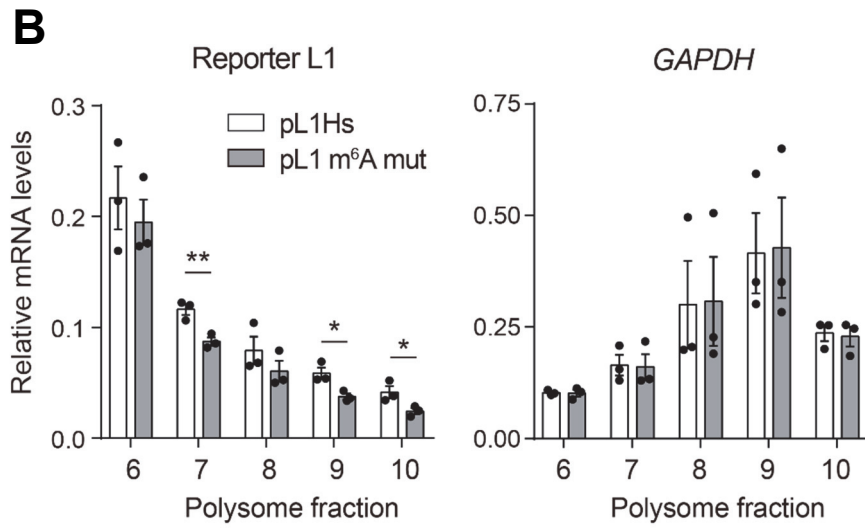 B
Reporter L1
GAPDH
Relative mRNA levels
0.3
0.2
0.1
0.0
pL1Hs
pL1 m⁶A mut
**
*
*
6 7 8 9 10
Polysome fraction
0.75
0.50
0.25
0.00
6 7 8 9 10
Polysome fraction